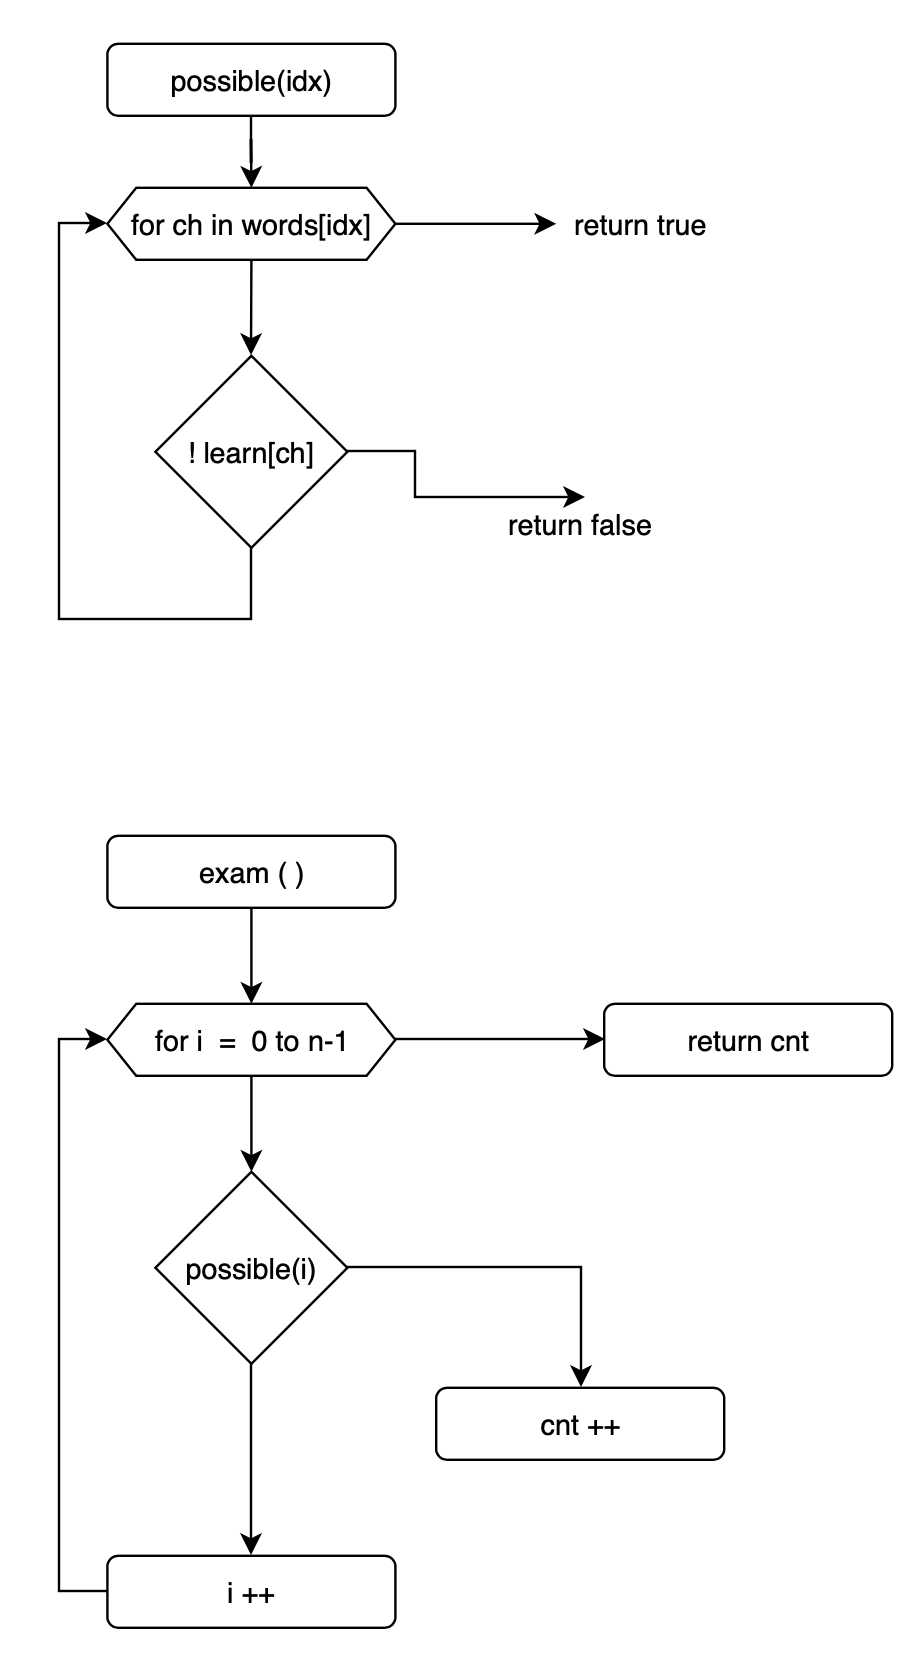 possible(idx)
for ch in words[idx]
return true
! learn[ch]
return false
exam ( )
for i  =  0 to n-1
return cnt
possible(i)
cnt ++
i ++